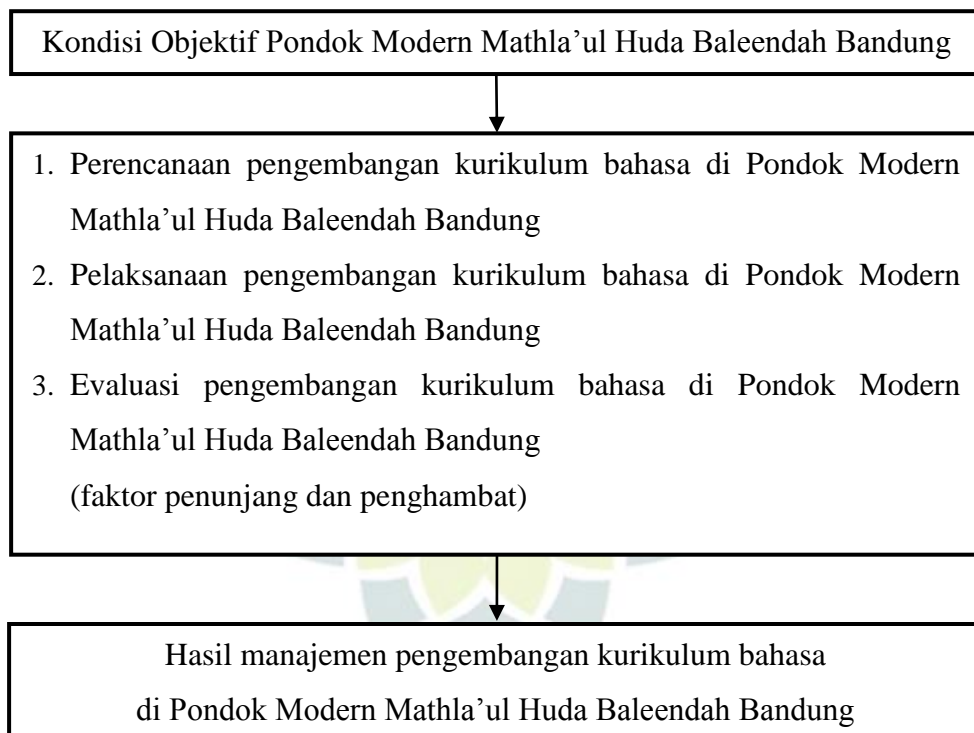 Kondisi Objektif Pondok Modern Mathla’ul Huda Baleendah Bandung
1. Perencanaan pengembangan kurikulum bahasa di Pondok Modern
Mathla’ul Huda Baleendah Bandung
2. Pelaksanaan pengembangan kurikulum bahasa di Pondok Modern
Mathla’ul Huda Baleendah Bandung
3. Evaluasi pengembangan kurikulum bahasa di Pondok Modern
Mathla’ul Huda Baleendah Bandung
(faktor penunjang dan penghambat)
Hasil manajemen pengembangan kurikulum bahasa
di Pondok Modern Mathla’ul Huda Baleendah Bandung